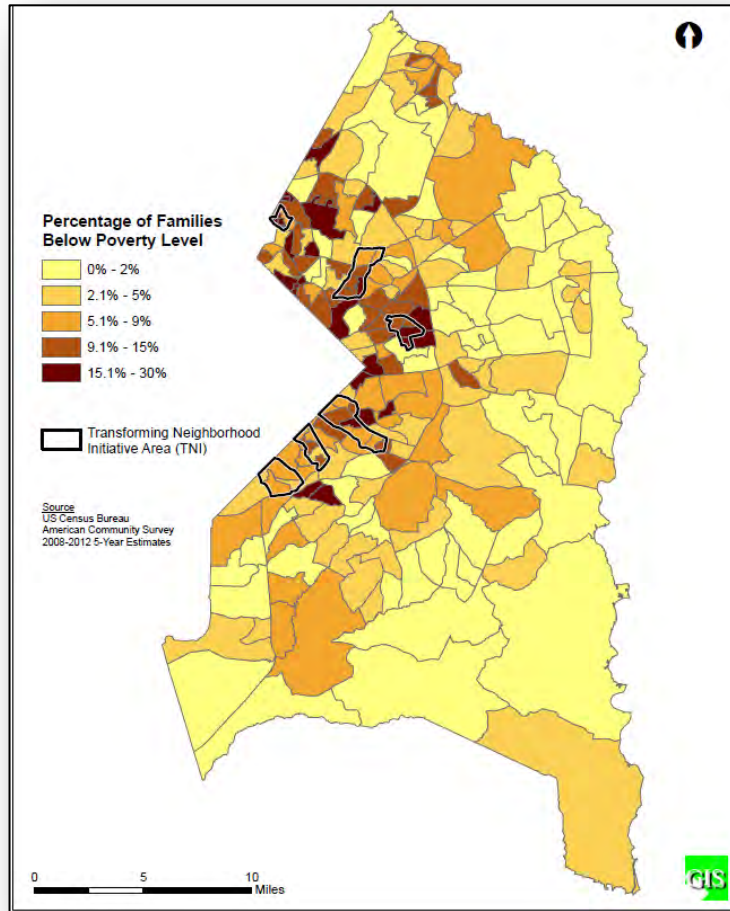 Percentage of Families
Below Poverty Level
0% - 2%
2.1% - 5%
5.1% - 9%
9.1% - 15%
15.1% - 30%
Transforming Neighborhood
Initiative Area (TNI)
Source
US Census Bureau
American Community Survey
2008-2012 5-Year Estimates
0 5 10
Miles
GIS